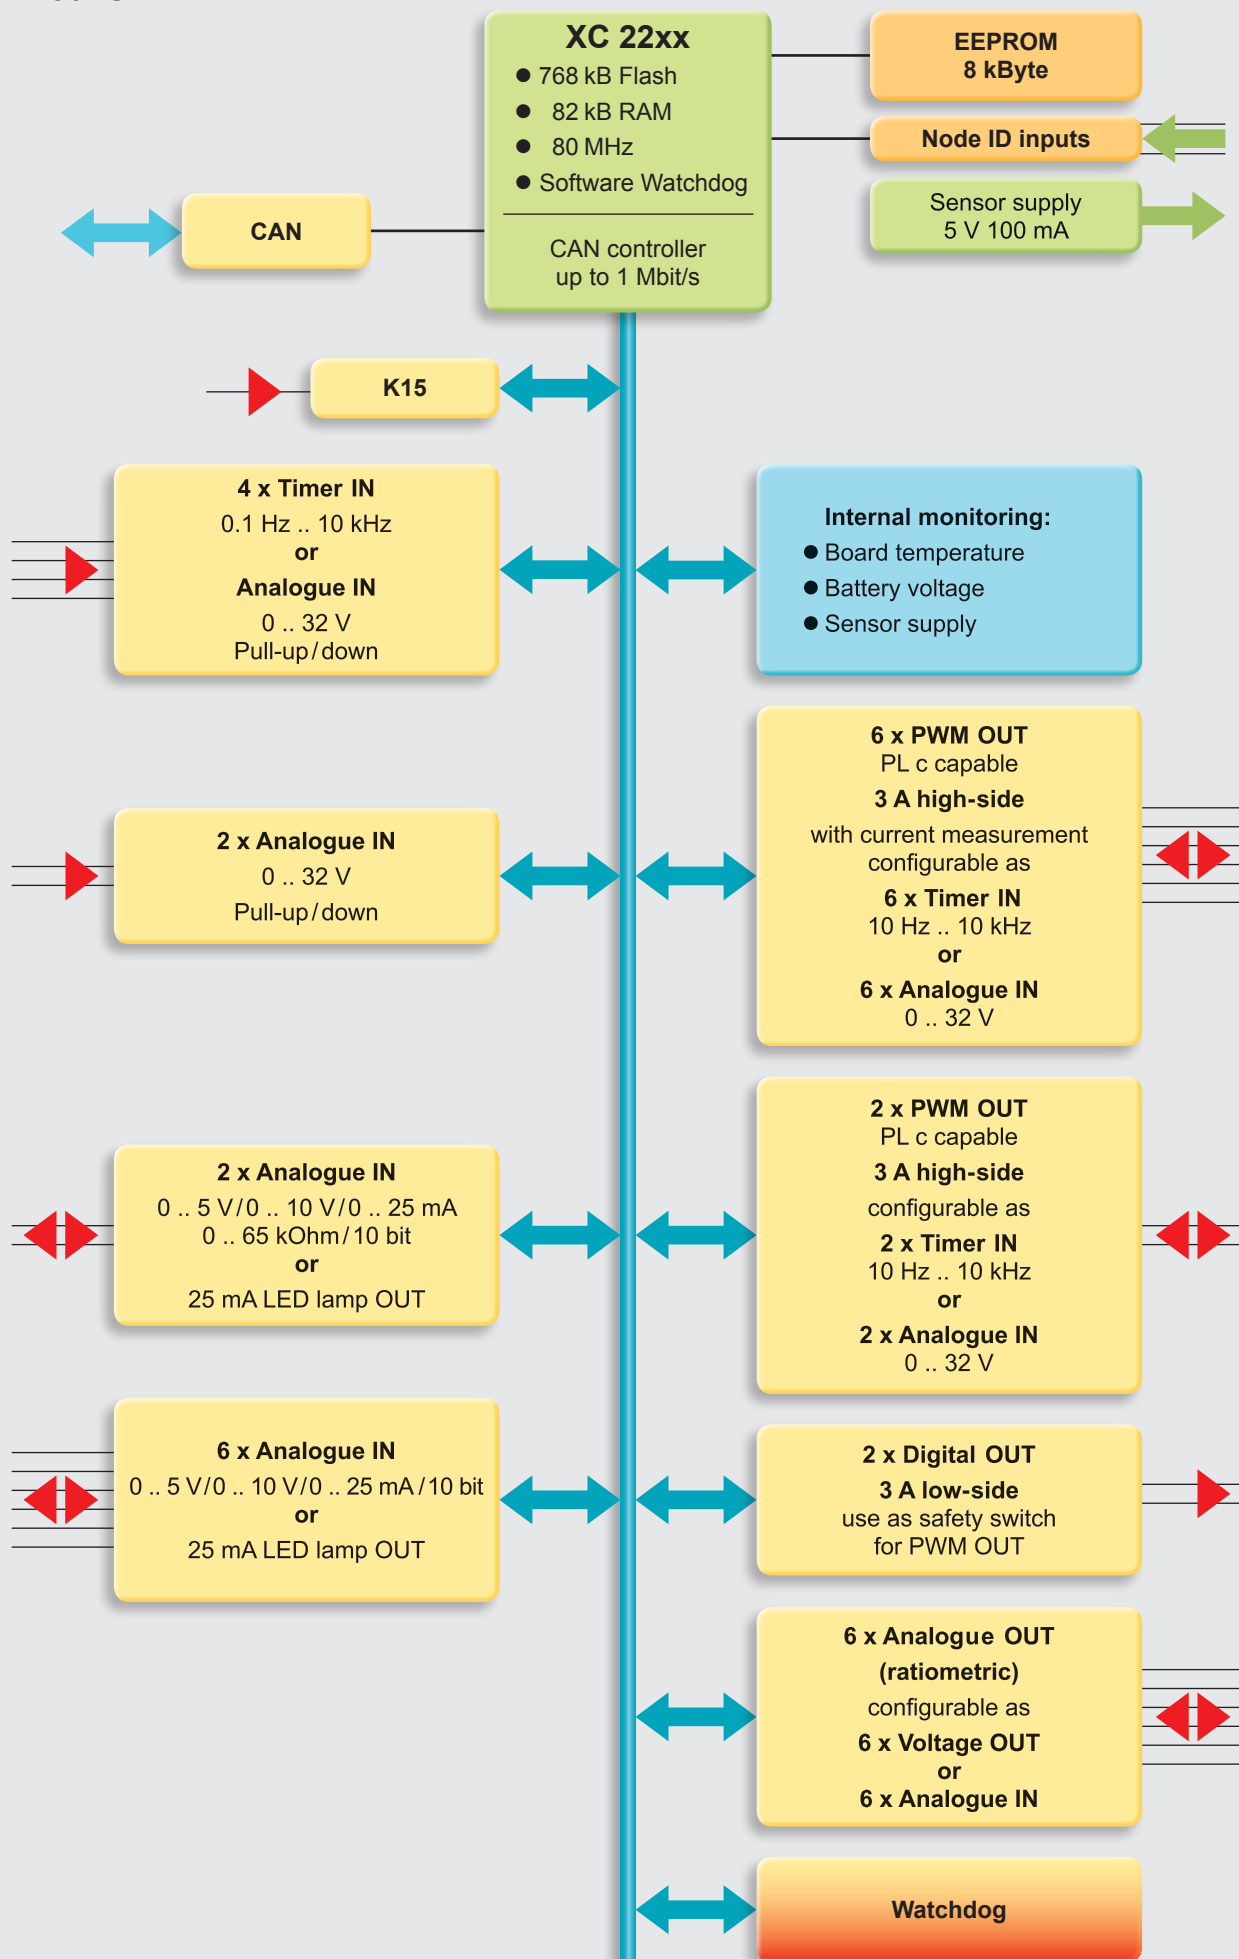 XC 22xx
● 768 kB Flash
● 82 kB RAM
● 80 MHz
● Software Watchdog
CAN controller
up to 1 Mbit/s
EEPROM
8 kByte
Node ID inputs
Sensor supply
5 V 100 mA
CAN
K15
4 x Timer IN
0.1 Hz .. 10 kHz
or
Analogue IN
0 .. 32 V
Pull-up/down
Internal monitoring:
● Board temperature
● Battery voltage
● Sensor supply
2 x Analogue IN
0 .. 32 V
Pull-up/down
6 x PWM OUT
PL c capable
3 A high-side
with current measurement
configurable as
6 x Timer IN
10 Hz .. 10 kHz
or
6 x Analogue IN
0 .. 32 V
2 x Analogue IN
0 .. 5 V/0 .. 10 V/0 .. 25 mA
0 .. 65 kOhm/10 bit
or
25 mA LED lamp OUT
2 x PWM OUT
PL c capable
3 A high-side
configurable as
2 x Timer IN
10 Hz .. 10 kHz
or
2 x Analogue IN
0 .. 32 V
6 x Analogue IN
0 .. 5 V/0 .. 10 V/0 .. 25 mA/10 bit
or
25 mA LED lamp OUT
2 x Digital OUT
3 A low-side
use as safety switch
for PWM OUT
6 x Analogue OUT
(ratiometric)
configurable as
6 x Voltage OUT
or
6 x Analogue IN
Watchdog